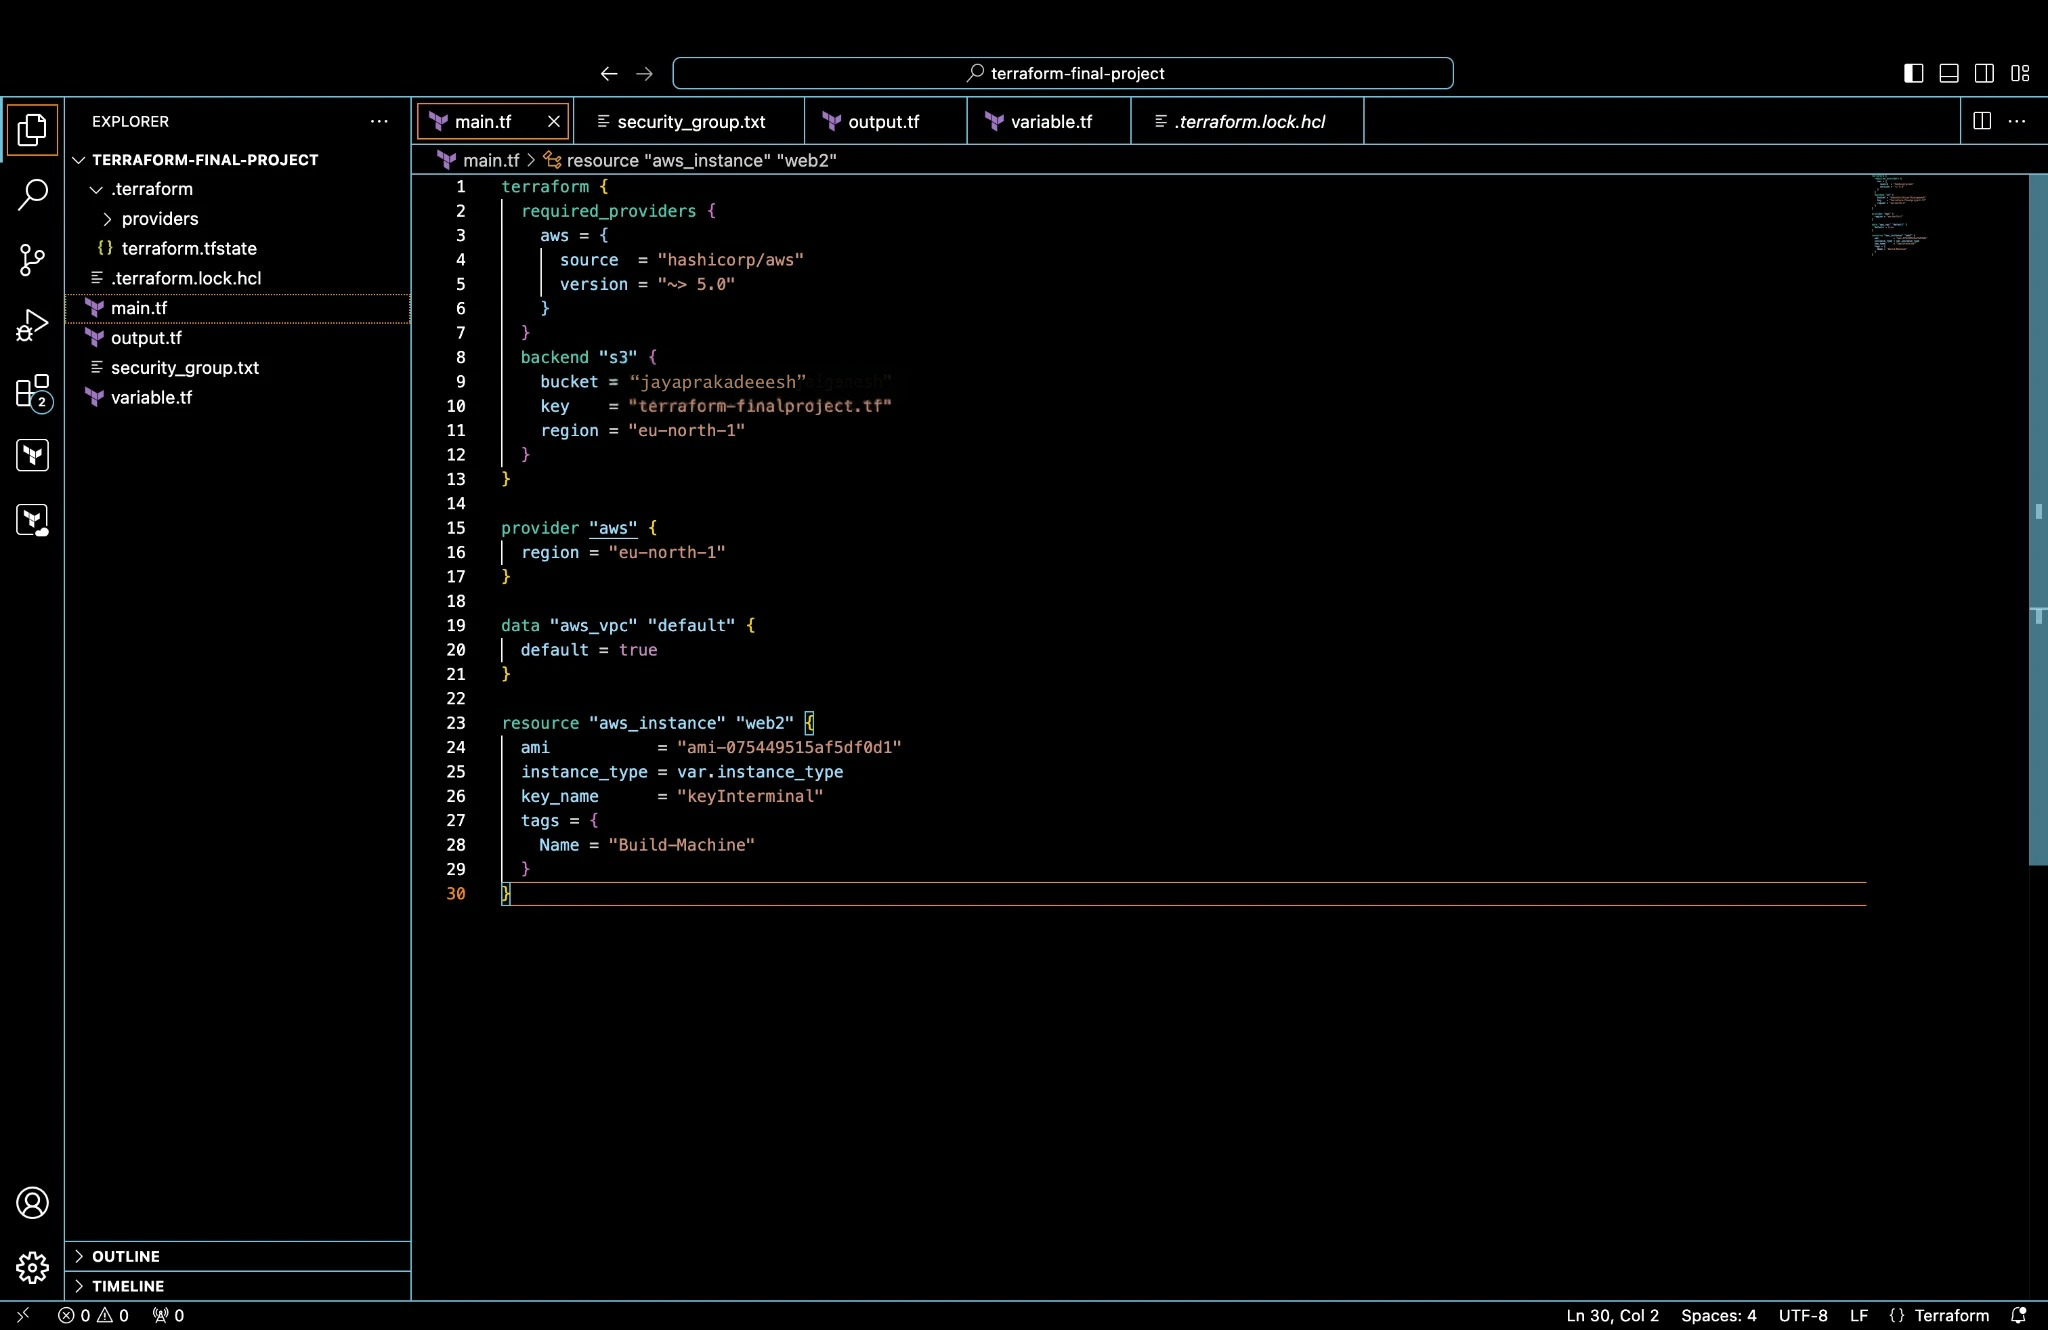 terraform-final-project
EXPLORER
TERRAFORM-FINAL-PROJECT
.terraform
providers
{} terraform.tfstate
.terraform.lock.hcl
main.tf
output.tf
security_group.txt
variable.tf
2
OUTLINE
TIMELINE
main.tf
security_group.txt
output.tf
variable.tf
.terraform.lock.hcl
main.tf > resource "aws_instance" "web2"
1 terraform {
2 required_providers {
3 aws = {
4 source = "hashicorp/aws"
5 version = "~> 5.0"
6 }
7 }
8 backend "s3" {
9 bucket = “jayaprakadeeesh”
10 key = "terraform-finalproject.tf"
11 region = "eu-north-1"
12 }
13 }
14
15 provider "aws" {
16 region = "eu-north-1"
17 }
18
19 data "aws_vpc" "default" {
20 default = true
21 }
22
23 resource "aws_instance" "web2" {
24 ami = "ami-075449515af5df0d1"
25 instance_type = var.instance_type
26 key_name = "keyInterminal"
27 tags = {
28 Name = "Build-Machine"
29 }
30 }
0 0 0
Ln 30, Col 2 Spaces: 4 UTF-8 LF {} Terraform